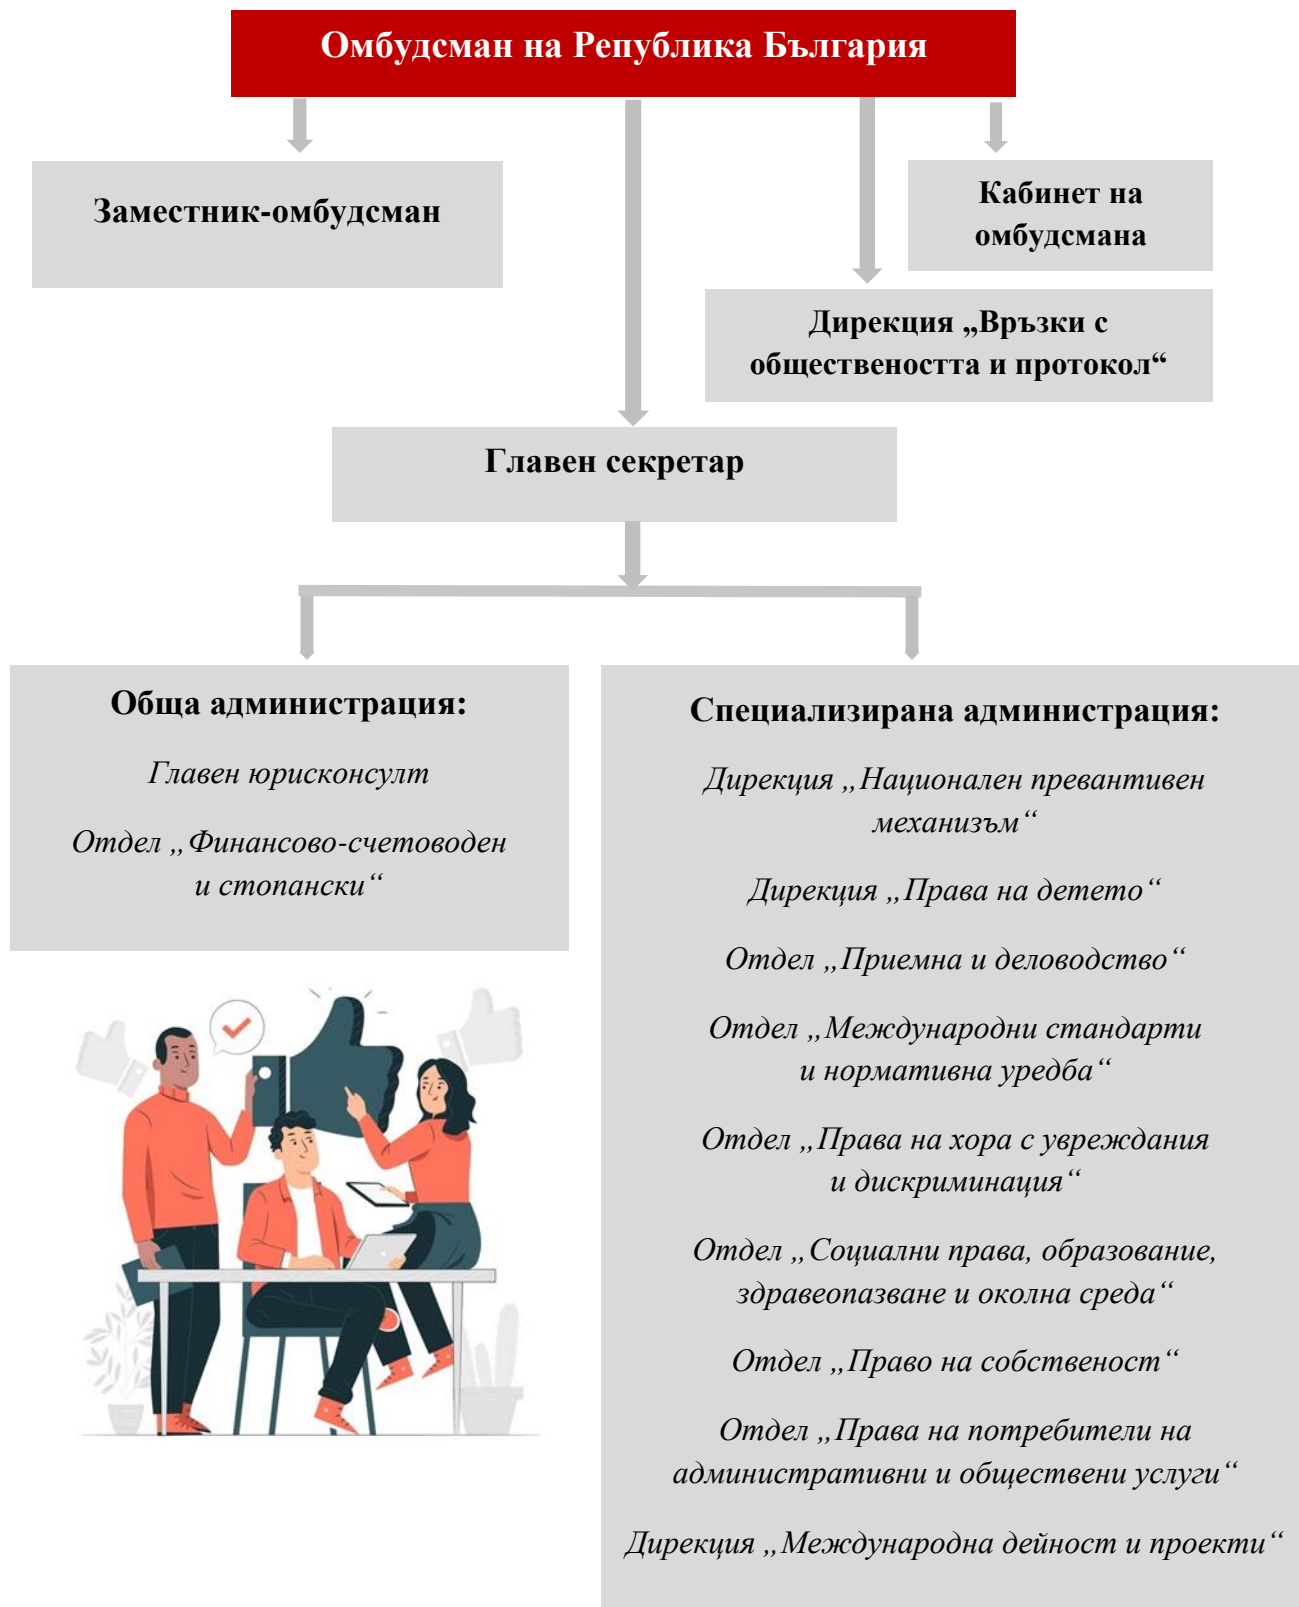 Омбудсман на Република България
Заместник-омбудсман
Кабинет на
омбудсмана
Дирекция „Връзки с
обществеността и протокол“
Главен секретар
Обща администрация:
Главен юрисконсулт
Отдел „Финансово-счетоводен
и стопански“
Специализирана администрация:
Дирекция „Национален превантивен
механизъм“
Дирекция „Права на детето“
Отдел „Приемна и деловодство“
Отдел „Международни стандарти
и нормативна уредба“
Отдел „Права на хора с увреждания
и дискриминация“
Отдел „Социални права, образование,
здравеопазване и околна среда“
Отдел „Право на собственост“
Отдел „Права на потребители на
административни и обществени услуги“
Дирекция „Международна дейност и проекти“